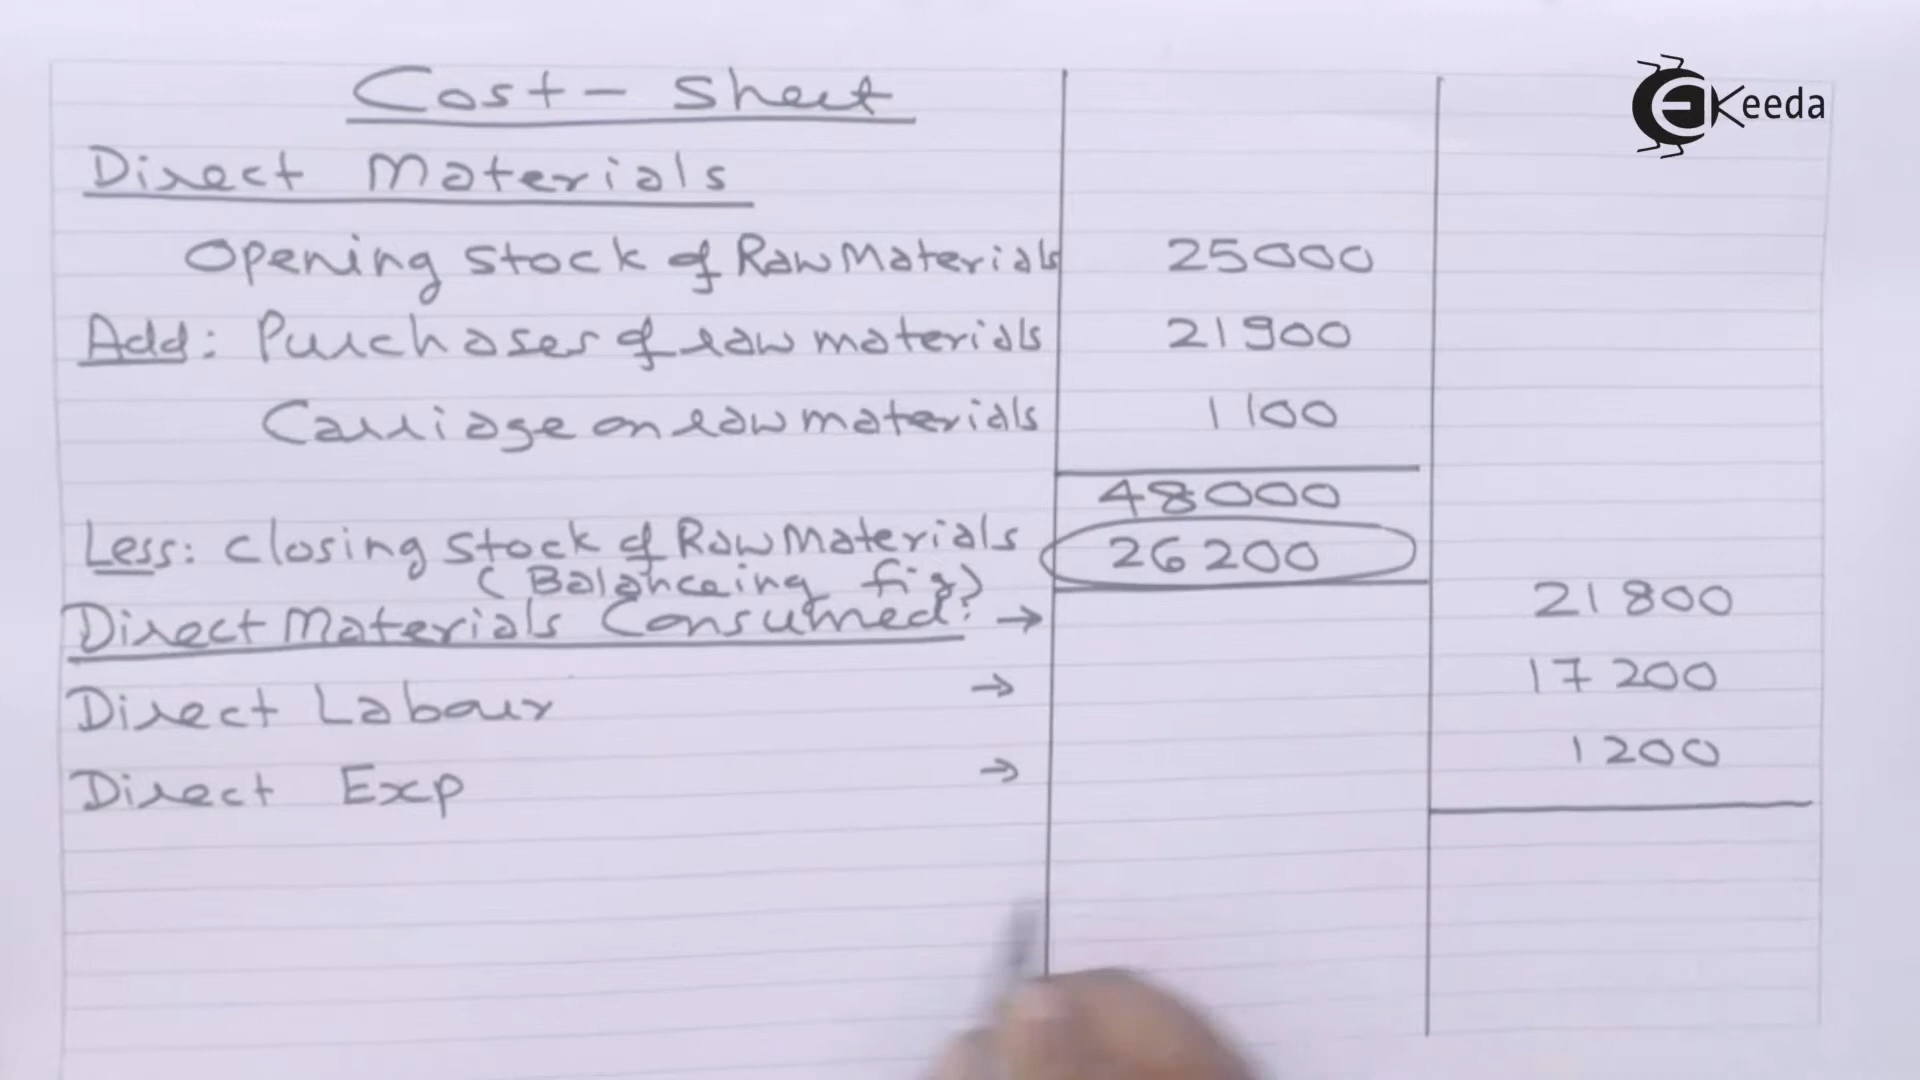 Cost - Sheet
EKeeda
Direct Materials
Opening stock of Raw Materials 25000
Add: Purchases of raw materials 21900
Carriage on raw materials 1100
48000
Less: Closing Stock of Raw Materials 26200
(Balanceing fig)
Direct Materials Consumed: → 21800
Direct Labour → 17200
Direct Exp → 1200